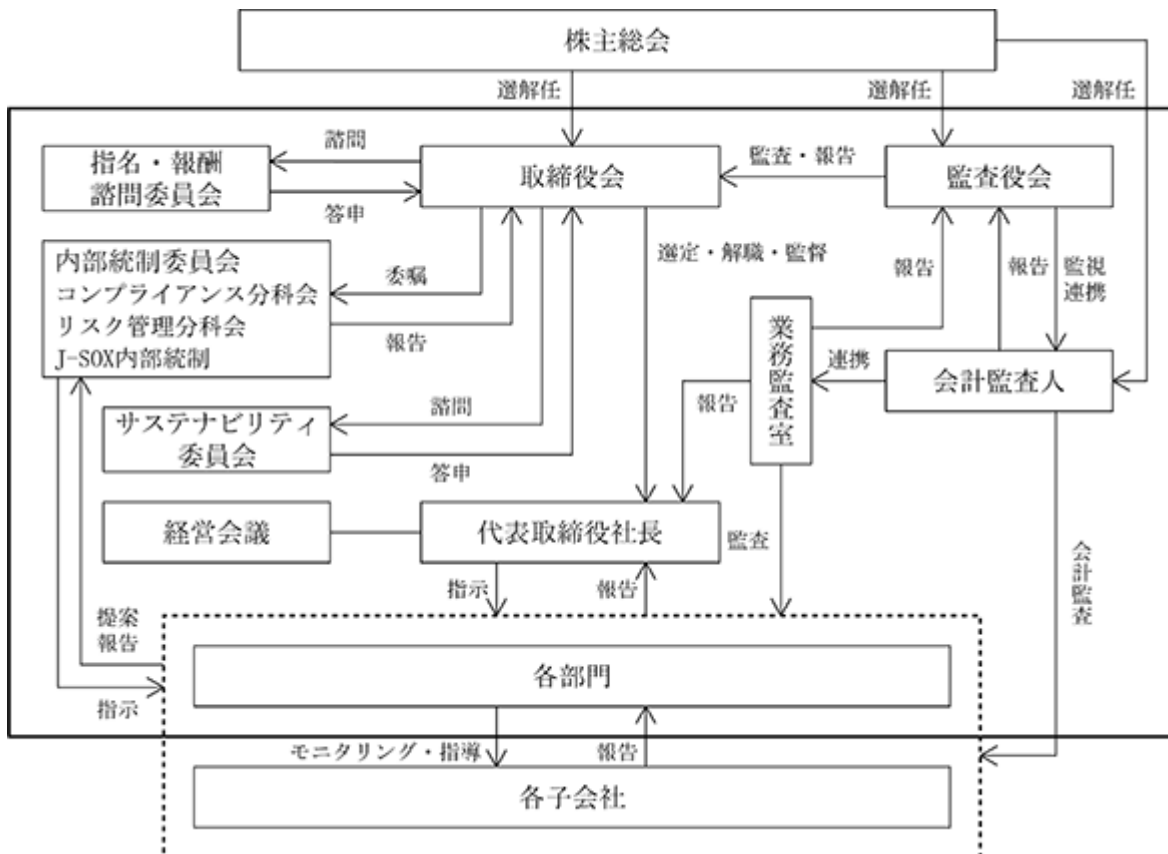 株主総会
選解任
選解任
選解任
諮問
指名・報酬
諮問委員会
答申
取締役会
監査・報告
監査役会
選定・解職・監督
内部統制委員会
コンプライアンス分科会
リスク管理分科会
J-SOX内部統制
委嘱
報告
報告
報告
監視
連携
業務監査室
連携
会計監査人
諮問
サステナビリティ
委員会
答申
報告
経営会議
代表取締役社長
監査
会計監査
指示
報告
提案
報告
指示
各部門
モニタリング・指導
報告
各子会社